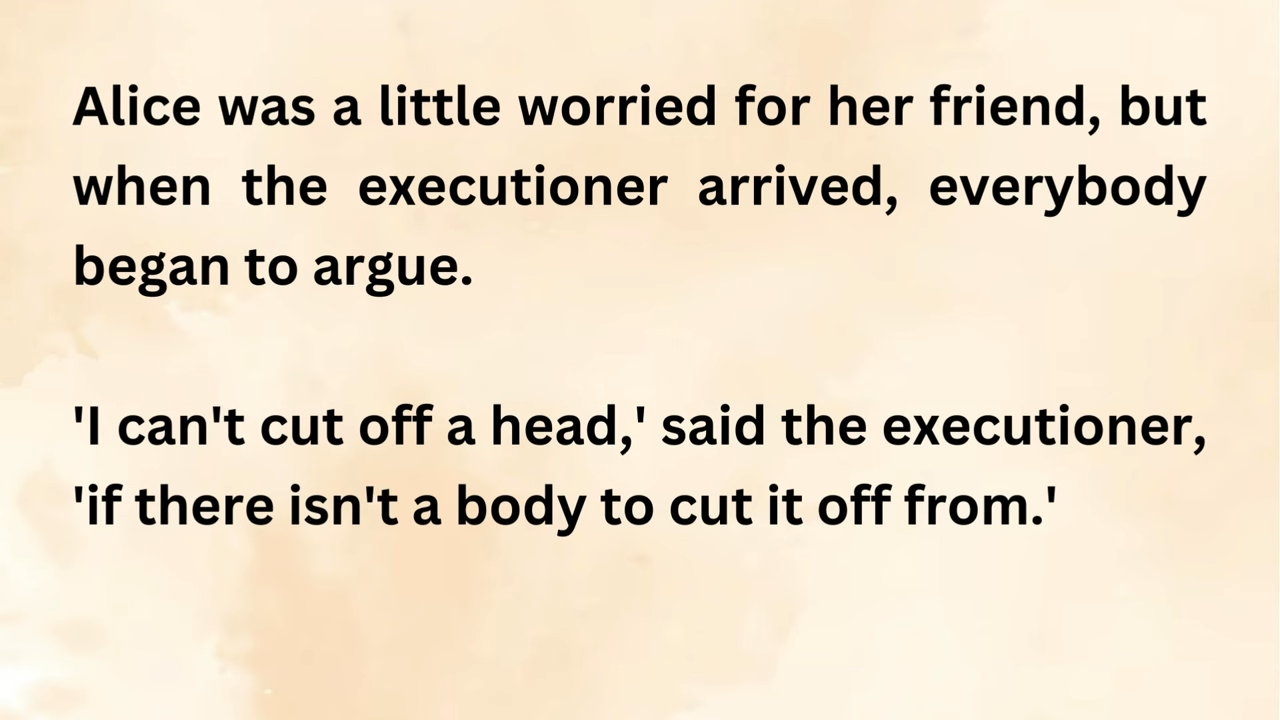 Alice was a little worried for her friend, but
when the executioner arrived, everybody
began to argue.
'I can't cut off a head,' said the executioner,
'if there isn't a body to cut it off from.'